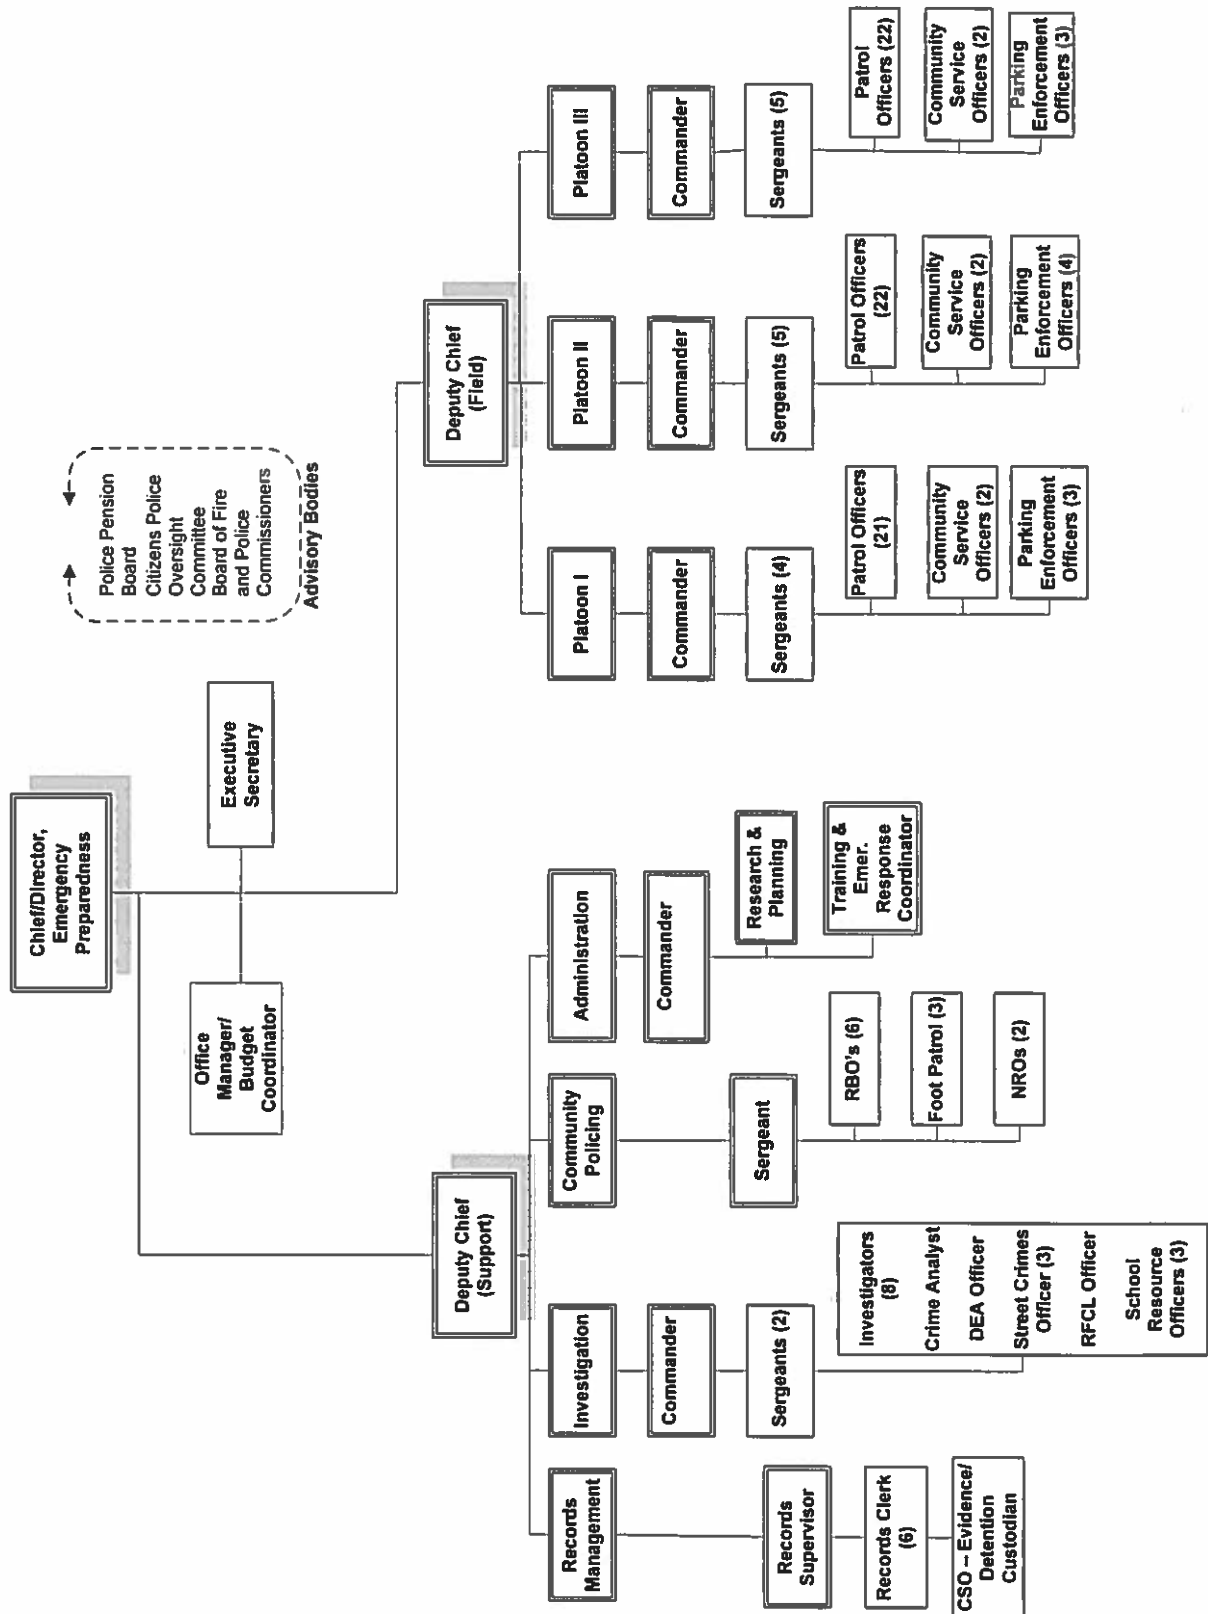 Chief/Director,
Emergency
Preparedness
Office
Manager/
Budget
Coordinator
Executive
Secretary
Police Pension
Board
Citizens Police
Oversight
Committee
Board of Fire
and Police
Commissioners
Advisory Bodies
Deputy Chief
(Support)
Deputy Chief
(Field)
Records
Management
Records
Supervisor
Records Clerk
(6)
CSO – Evidence/
Detention
Custodian
Investigation
Commander
Sergeants (2)
Investigators
(8)
Crime Analyst
DEA Officer
Street Crimes
Officer (3)
RFCL Officer
School
Resource
Officers (3)
Community
Policing
Sergeant
RBO's (6)
Foot Patrol (3)
NROs (2)
Administration
Commander
Research &
Planning
Training &
Emer.
Response
Coordinator
Platoon I
Commander
Sergeants (4)
Patrol Officers
(21)
Community
Service
Officers (2)
Parking
Enforcement
Officers (3)
Platoon II
Commander
Sergeants (5)
Patrol Officers
(22)
Community
Service
Officers (2)
Parking
Enforcement
Officers (4)
Platoon III
Commander
Sergeants (5)
Patrol
Officers (22)
Community
Service
Officers (2)
Parking
Enforcement
Officers (3)